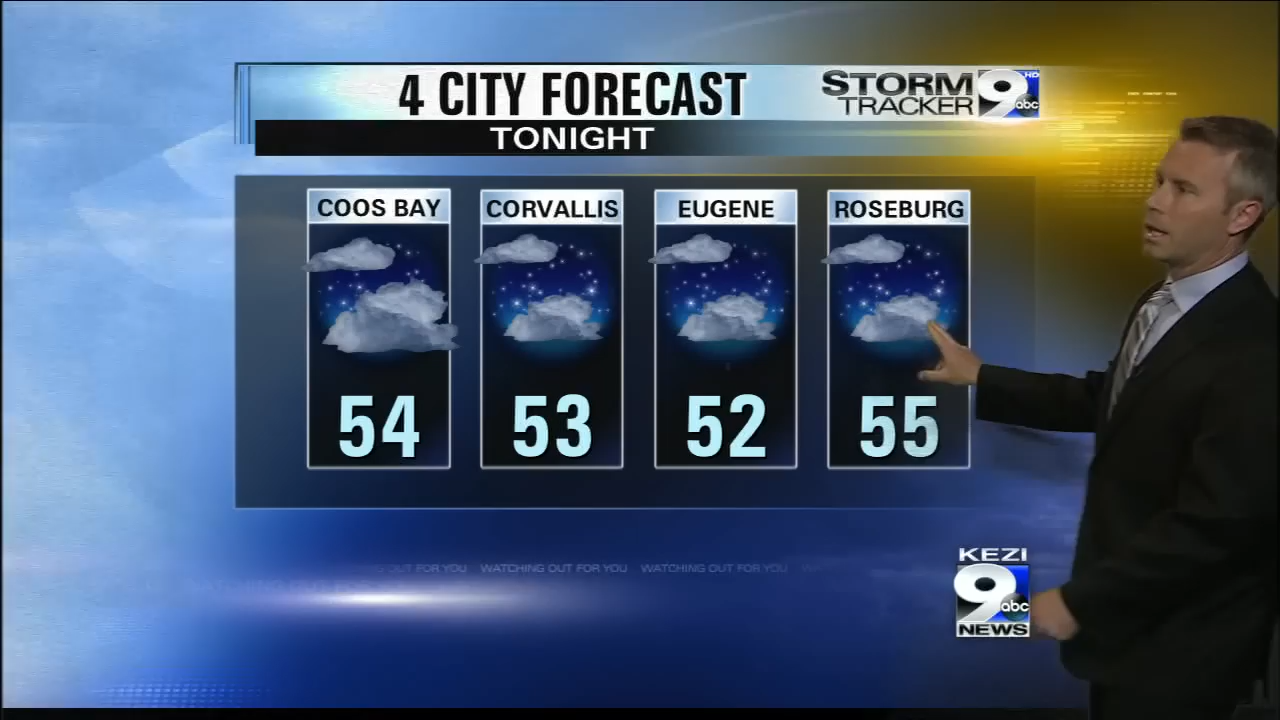 4 CITY FORECAST
STORM
TRACKER
9
HD
abc
TONIGHT
COOS BAY
CORVALLIS
EUGENE
ROSEBURG
54
53
52
55
OUT FOR YOU WATCHING OUT FOR YOU WATCHING OUT FOR YOU
KEZI
9
abc
NEWS